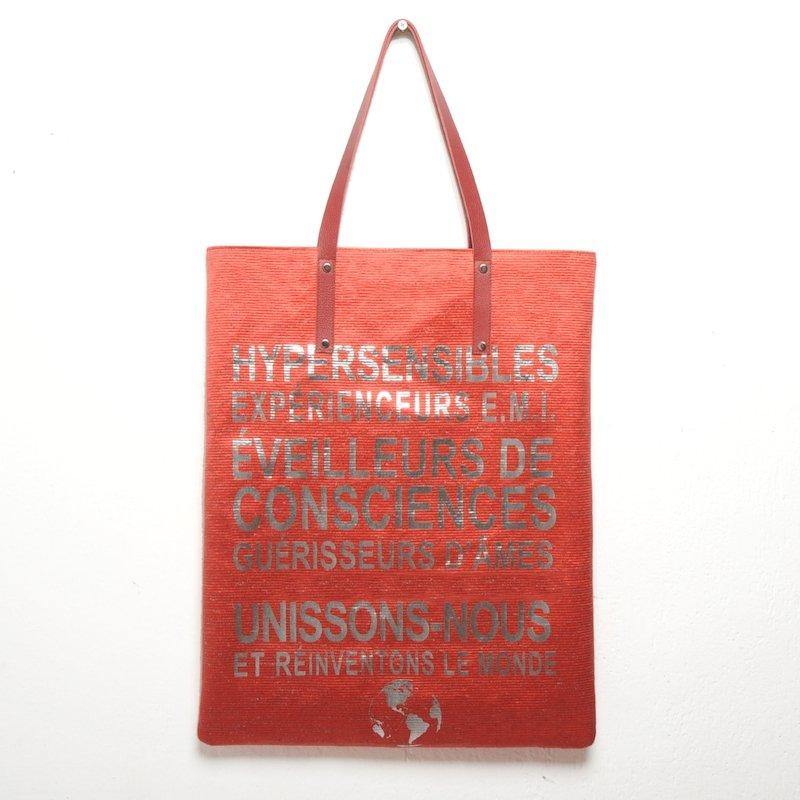 HYPERSENSIBLES
EXPÉRIENCEURS E.M.I.
ÉVEILLEURS DE
CONSCIENCES
GUÉRISSEURS D'ÂMES
UNISSONS-NOUS
ET RÉINVENTONS LE MONDE